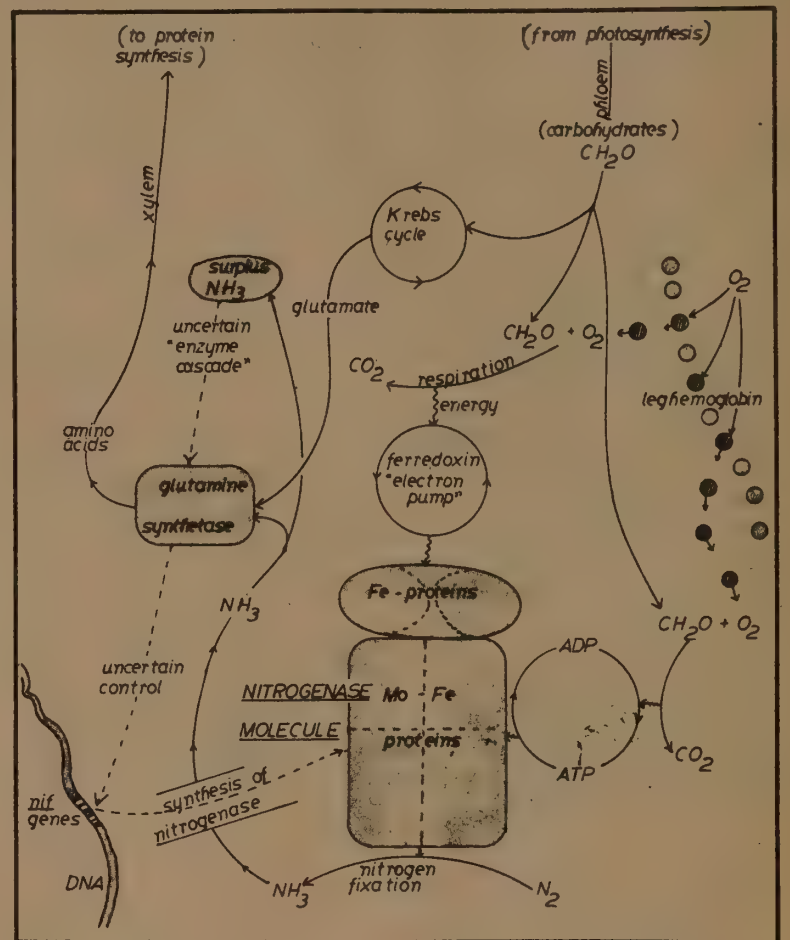 (to protein
synthesis)
(from photosynthesis)
phloem
(carbohydrates)
CH₂O
xylem
Krebs
cycle
surplus
NH₃
glutamate
uncertain
"enzyme
cascade"
O₂
CH₂O + O₂
CO₂
respiration
energy
leghemoglobin
amino
acids
ferredoxin
"electron
pump"
glutamine
synthetase
Fe-proteins
NH₃
CH₂O + O₂
uncertain
control
ADP
NITROGENASE
Mo-Fe
MOLECULE
proteins
CO₂
ATP
synthesis of
nitrogenase
nif
genes
DNA
nitrogen
fixation
NH₃
N₂